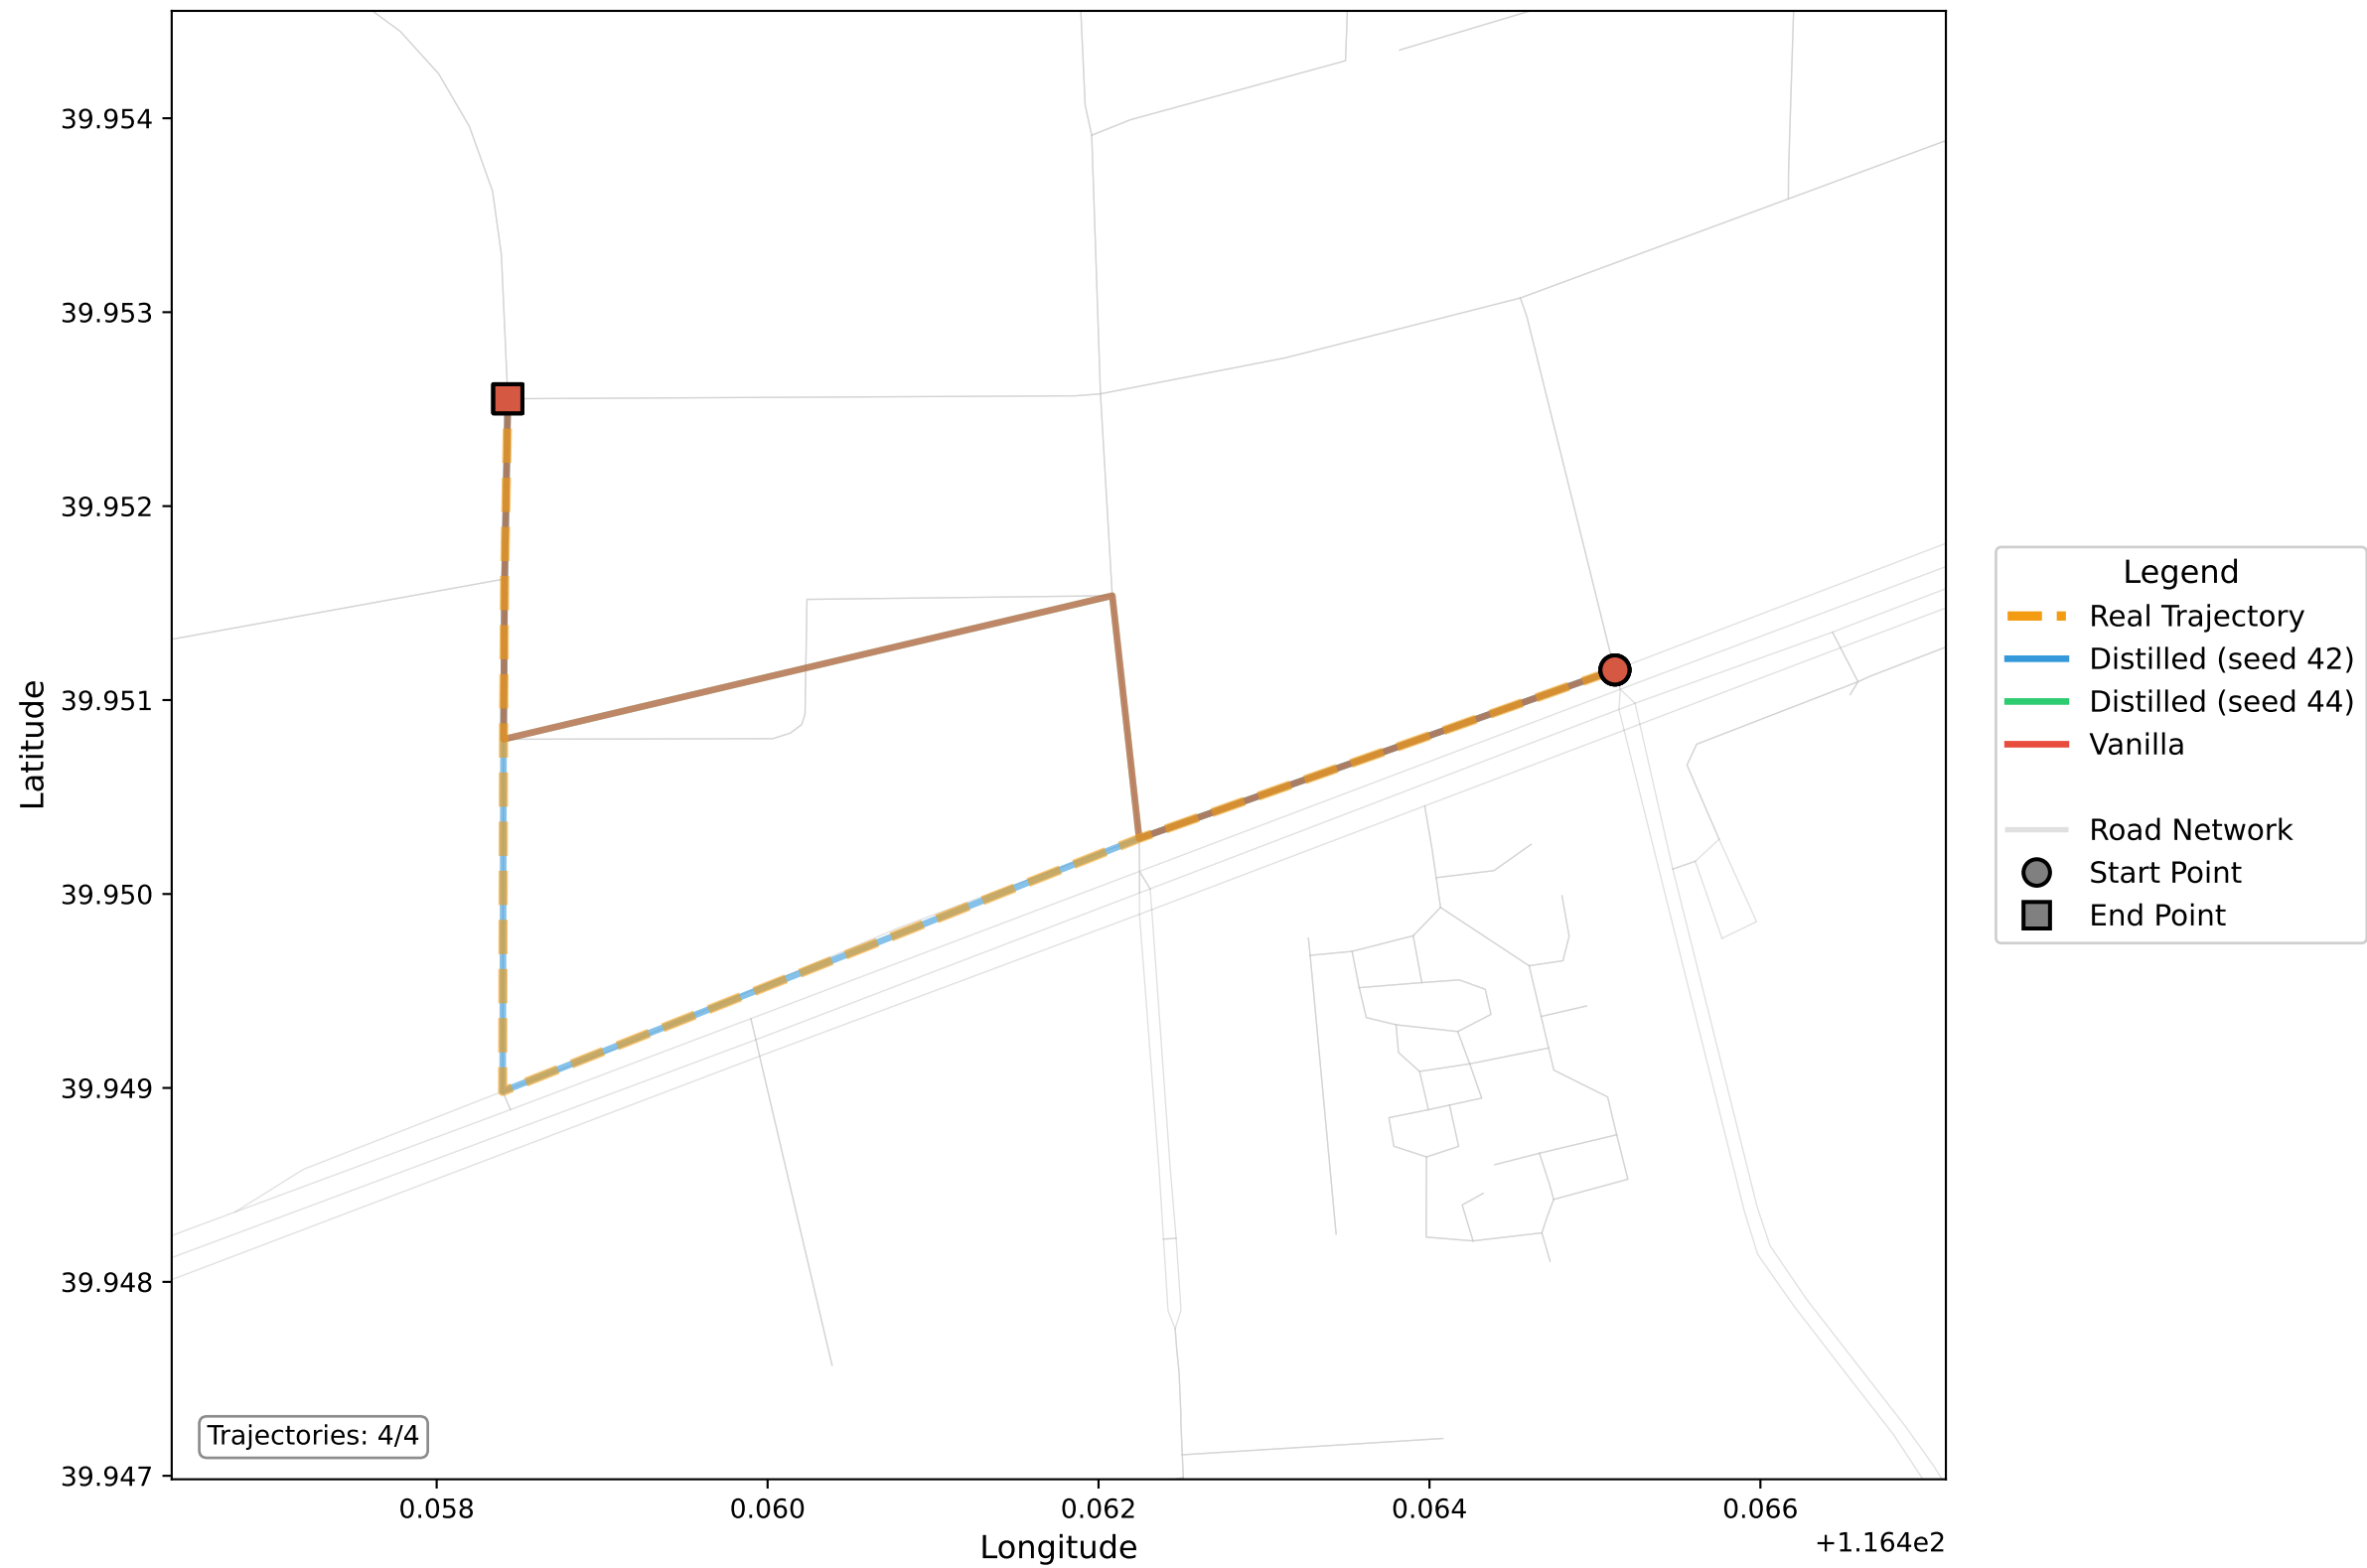 39.954
39.953
39.952
39.951
39.950
39.949
39.948
39.947
Latitude
0.058
0.060
0.062
0.064
0.066
+1.164e2
Longitude
Trajectories: 4/4
Legend
Real Trajectory
Distilled (seed 42)
Distilled (seed 44)
Vanilla
Road Network
Start Point
End Point